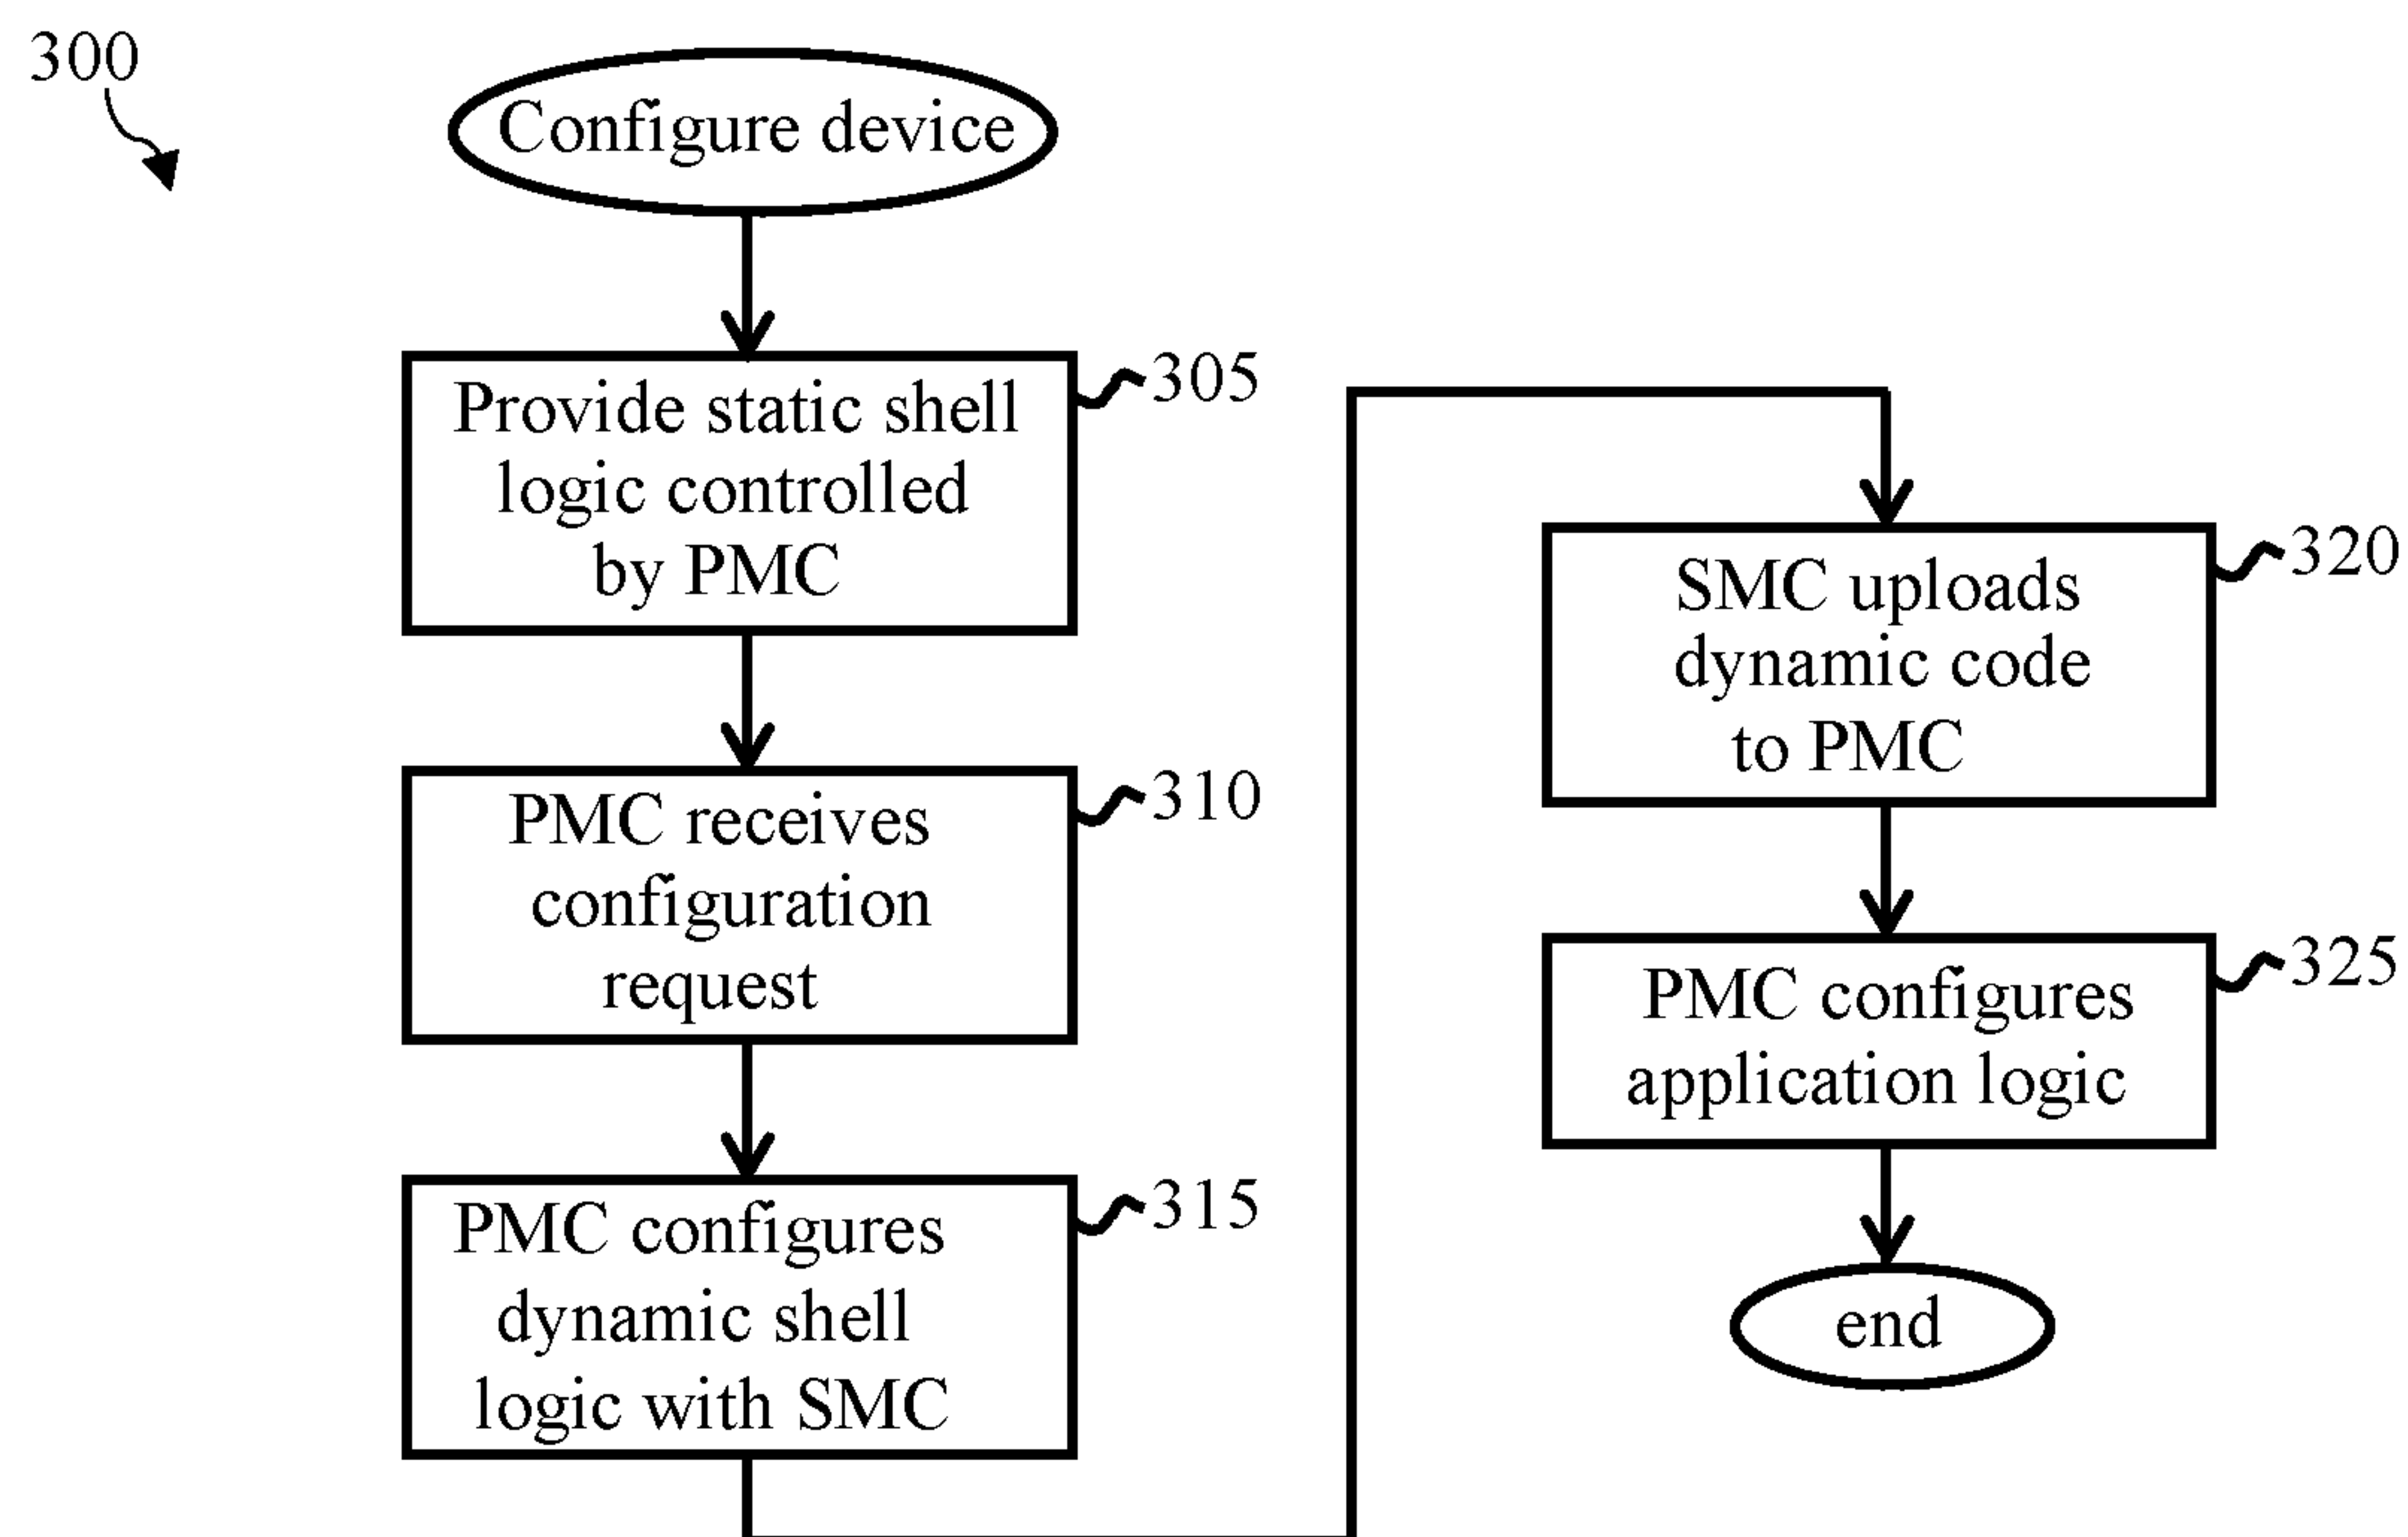 300
Configure device
Provide static shell
logic controlled
by PMC
305
PMC receives
configuration
request
310
PMC configures
dynamic shell
logic with SMC
315
SMC uploads
dynamic code
to PMC
320
PMC configures
application logic
325
end